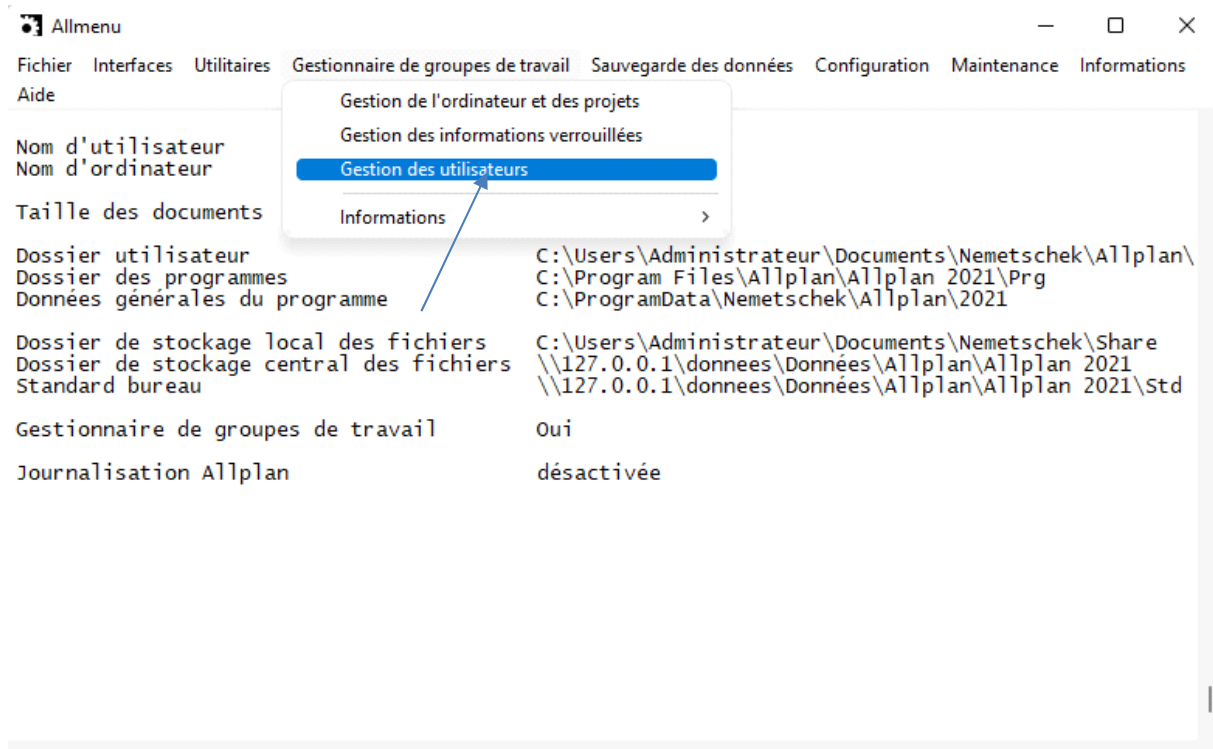 Allmenu
Fichier Interfaces Utilitaires Gestionnaire de groupes de travail Sauvegarde des données Configuration Maintenance Informations
Aide
Gestion de l'ordinateur et des projets
Gestion des informations verrouillées
Gestion des utilisateurs
Informations
Nom d'utilisateur
Nom d'ordinateur
Taille des documents
Dossier utilisateur C:\Users\Administrateur\Documents\Nemetschek\Allplan\
Dossier des programmes C:\Program Files\Allplan\Allplan 2021\Prg
Données générales du programme C:\ProgramData\Nemetschek\Allplan\2021
Dossier de stockage local des fichiers C:\Users\Administrateur\Documents\Nemetschek\Share
Dossier de stockage central des fichiers \\127.0.0.1\donnees\Données\Allplan\Allplan 2021
Standard bureau \\127.0.0.1\donnees\Données\Allplan\Allplan 2021\Std
Gestionnaire de groupes de travail Oui
Journalisation Allplan désactivée